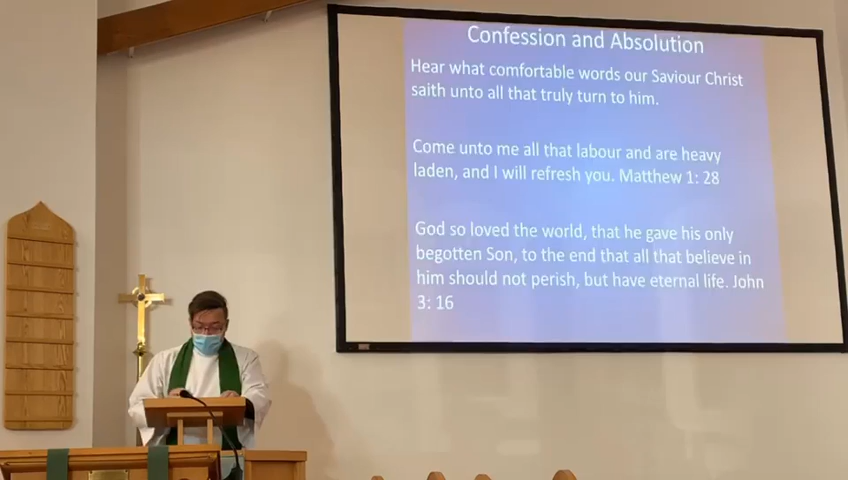 Confession and Absolution
Hear what comfortable words our Saviour Christ
saith unto all that truly turn to him.
Come unto me all that labour and are heavy
laden, and I will refresh you. Matthew 1: 28
God so loved the world, that he gave his only
begotten Son, to the end that all that believe in
him should not perish, but have eternal life. John
3: 16